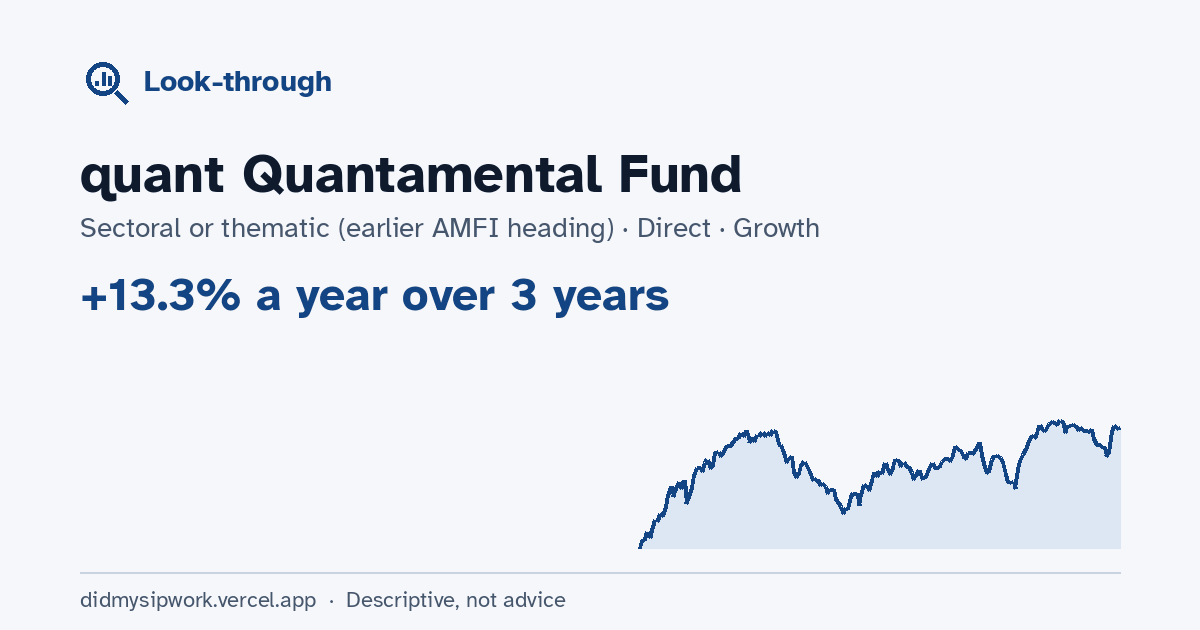 Look-through
quant Quantamental Fund
Sectoral or thematic (earlier AMFI heading) · Direct · Growth
+13.3% a year over 3 years
didmysipwork.vercel.app · Descriptive, not advice